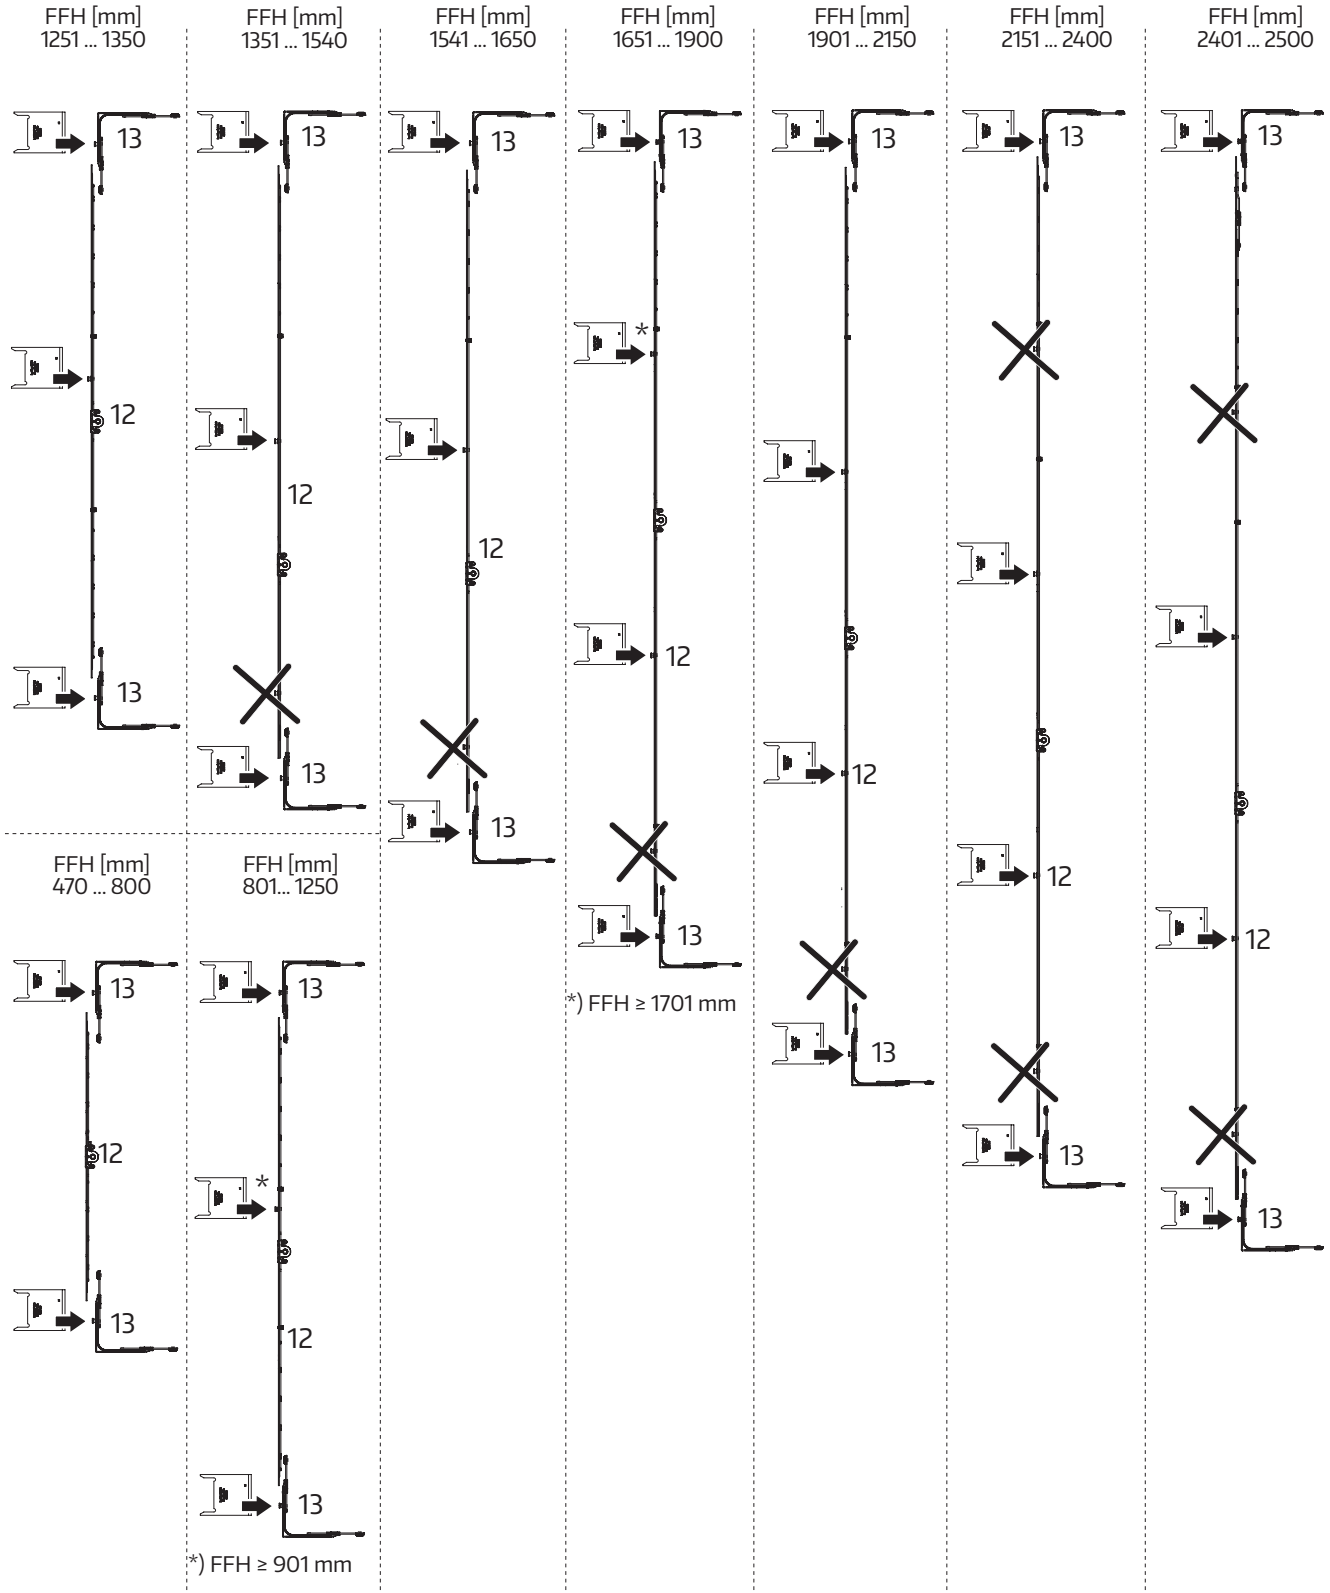 FFH [mm]
1251 ... 1350
13
12
13
FFH [mm]
1351 ... 1540
13
12
13
FFH [mm]
1541 ... 1650
13
12
13
FFH [mm]
1651 ... 1900
13
*
12
13
*) FFH ≥ 1701 mm
FFH [mm]
1901 ... 2150
13
12
13
FFH [mm]
2151 ... 2400
13
12
13
FFH [mm]
2401 ... 2500
13
12
13
FFH [mm]
470 ... 800
13
12
13
FFH [mm]
801... 1250
13
*
12
13
*) FFH ≥ 901 mm